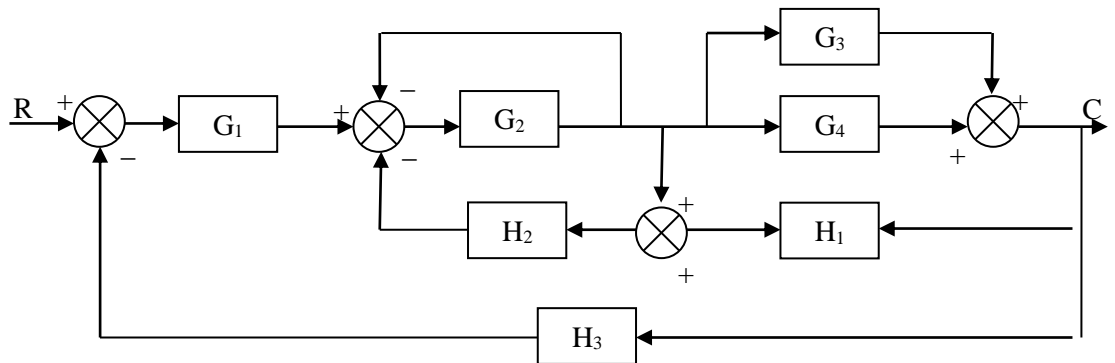 G₃
−
R + + G₂ G₄ + C
G₁
− − +
+
H₂ H₁
+
H₃